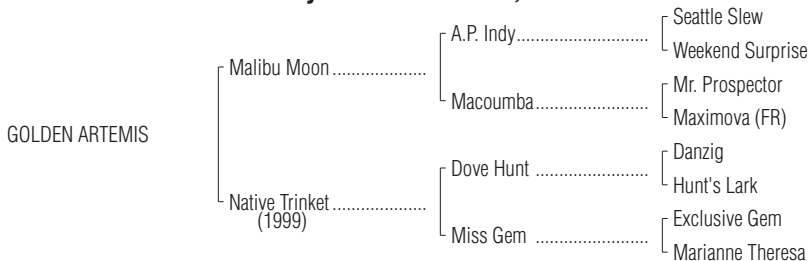 Seattle Slew
A.P. Indy
Weekend Surprise
Malibu Moon
Mr. Prospector
Macoumba
Maximova (FR)
GOLDEN ARTEMIS
Danzig
Dove Hunt
Hunt's Lark
Native Trinket
(1999)
Exclusive Gem
Miss Gem
Marianne Theresa